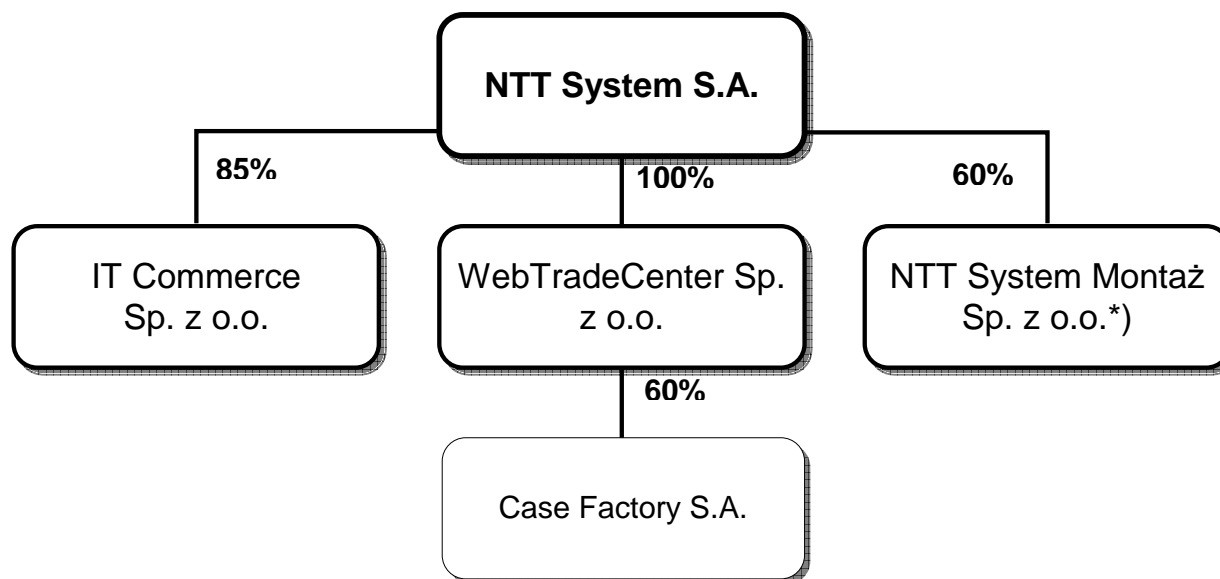 NTT System S.A.
85%
100%
60%
IT Commerce
Sp. z o.o.
WebTradeCenter Sp.
z o.o.
NTT System Montaż
Sp. z o.o.*)
60%
Case Factory S.A.